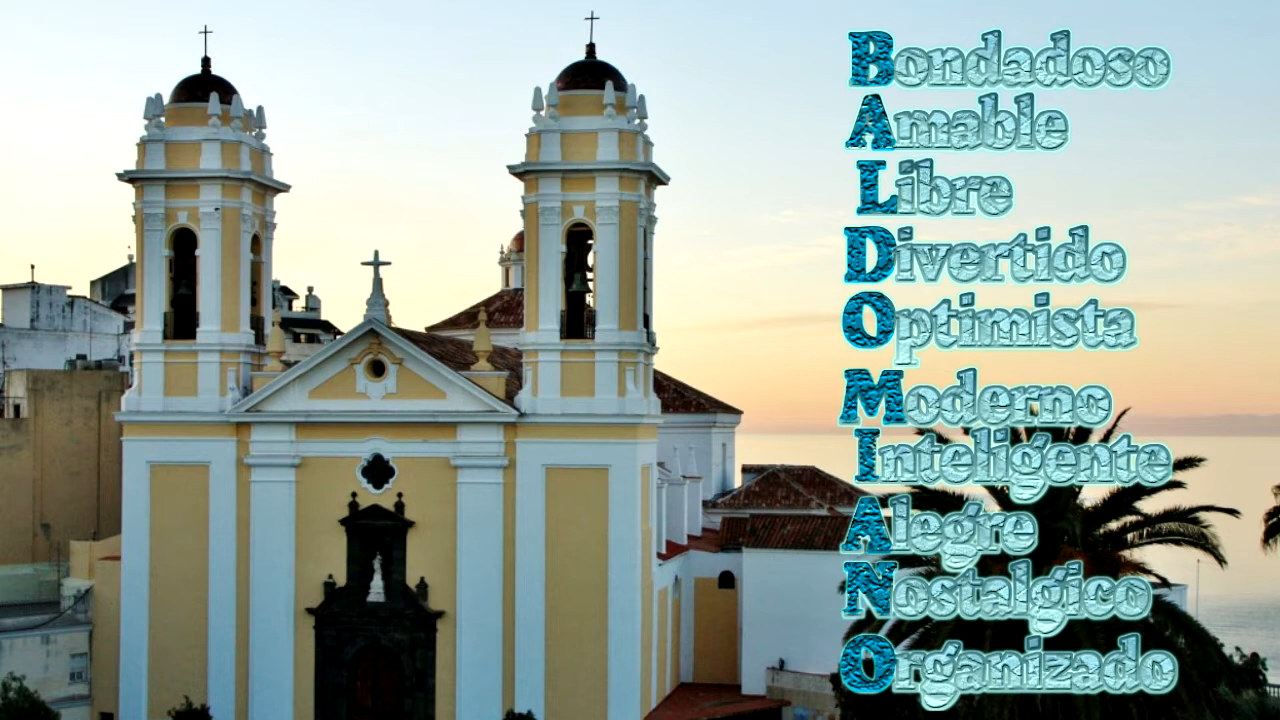 Bondadoso
Amable
Libre
Divertido
Optimista
Moderno
Inteligente
Alegre
Nostalgico
Organizado